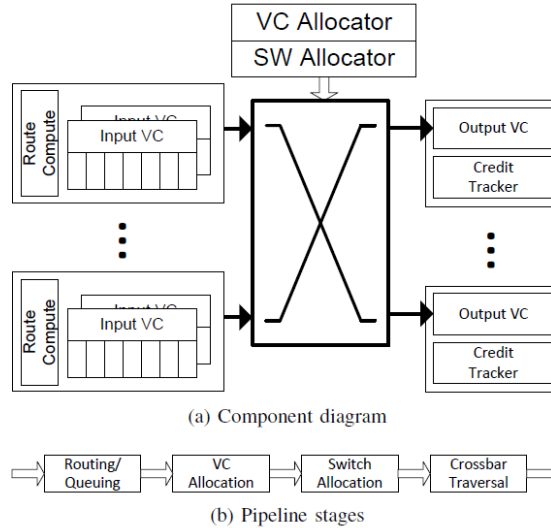 VC Allocator
SW Allocator
Route
Compute
Input VC
Input VC
Output VC
Credit
Tracker
Route
Compute
Input VC
Input VC
Output VC
Credit
Tracker
(a) Component diagram
Routing/
Queuing
VC
Allocation
Switch
Allocation
Crossbar
Traversal
(b) Pipeline stages